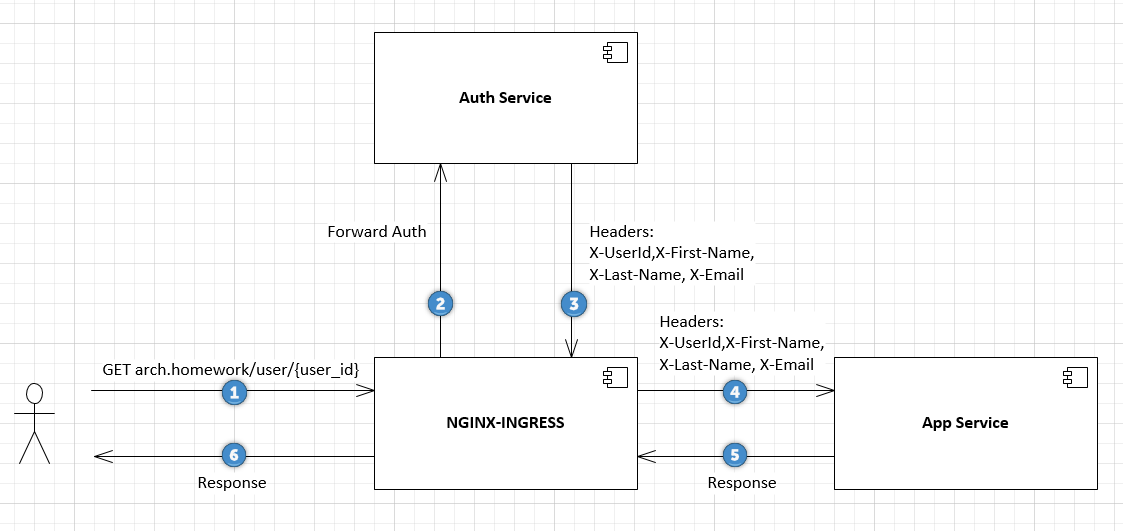 Auth Service
Forward Auth
Headers:
X-UserId,X-First-Name,
X-Last-Name, X-Email
2
3
Headers:
X-UserId,X-First-Name,
X-Last-Name, X-Email
GET arch.homework/user/{user_id}
1
4
NGINX-INGRESS
App Service
6
5
Response
Response